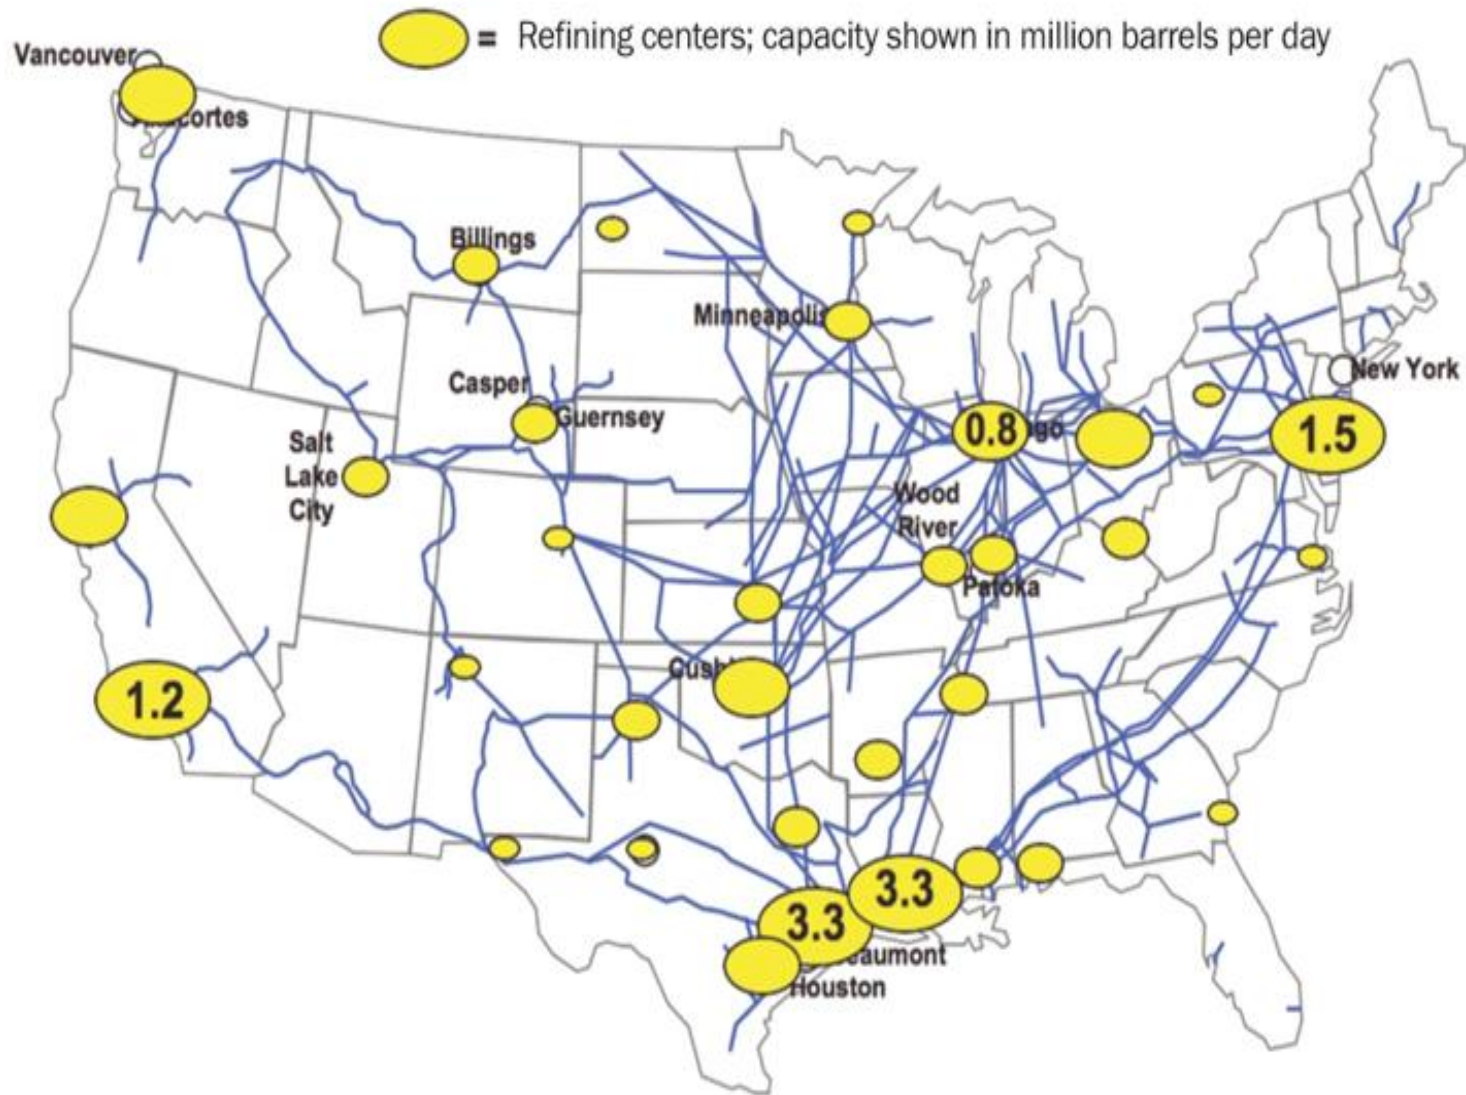 = Refining centers; capacity shown in million barrels per day
Vancouver
Billings
Minneapolis
New York
Casper
Guernsey
0.8
1.5
Salt
Lake
City
Wood
River
Patoka
1.2
3.3
3.3
Houston